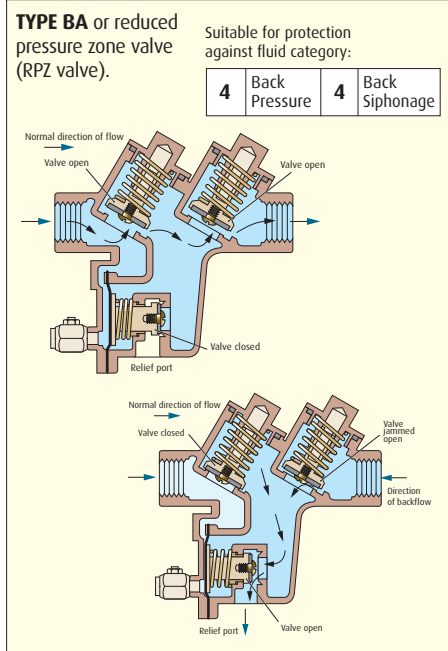 TYPE BA or reduced
pressure zone valve
(RPZ valve).
Suitable for protection
against fluid category:
4 Back Pressure 4 Back Siphonage
Normal direction of flow
Valve open
Valve open
Valve closed
Relief port
Normal direction of flow
Valve closed
Valve
jammed
open
Direction
of backflow
Relief port
Valve open